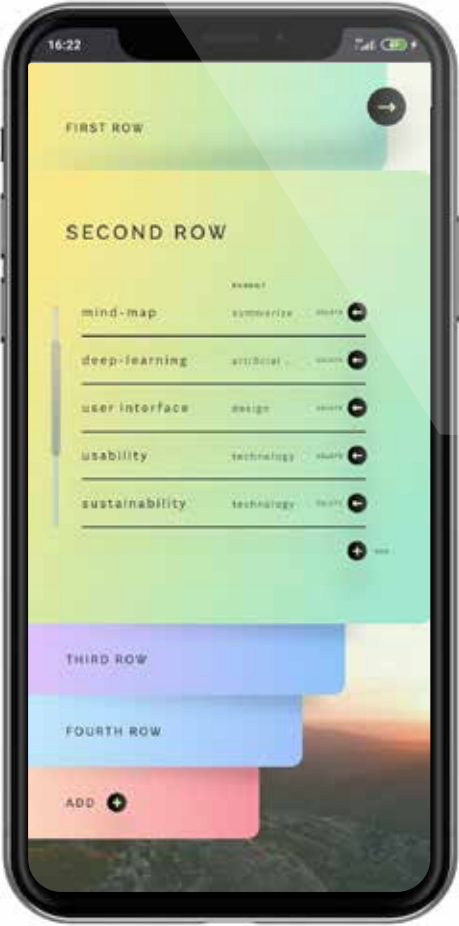 16:22
FIRST ROW
SECOND ROW
mind-map summarize
deep-learning artificial ..
user interface design
usability technology
sustainability technology
THIRD ROW
FOURTH ROW
ADD